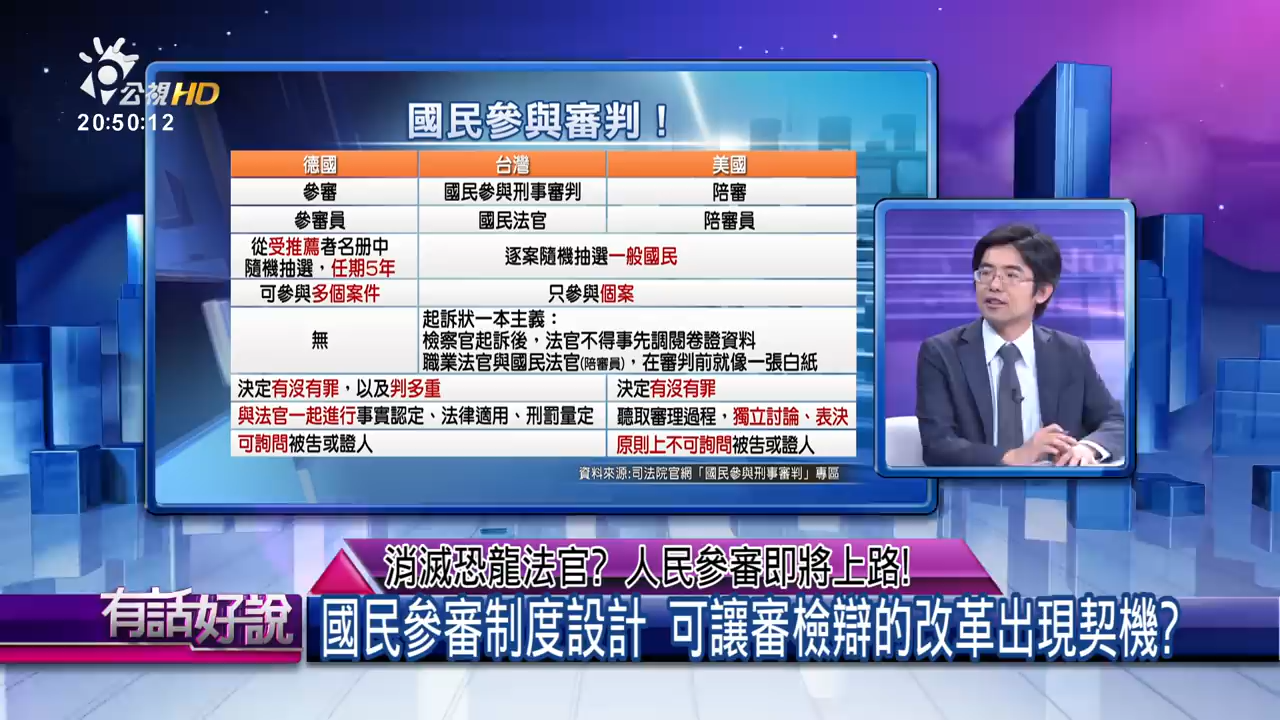 公視HD
20:50:12
國民參與審判！
德國 台灣 美國
參審 國民參與刑事審判 陪審
參審員 國民法官 陪審員
從受推薦者名册中
隨機抽選，任期5年
逐案隨機抽選一般國民
可參與多個案件 只參與個案
無
起訴狀一本主義：
檢察官起訴後，法官不得事先調閱卷證資料
職業法官與國民法官(陪審員)，在審判前就像一張白紙
決定有沒有罪，以及判多重 決定有沒有罪
與法官一起進行事實認定、法律適用、刑罰量定 聽取審理過程，獨立討論、表決
可詢問被告或證人 原則上不可詢問被告或證人
資料來源:司法院官網「國民參與刑事審判」專區
消滅恐龍法官? 人民參審即將上路!
有話好說
國民參審制度設計 可讓審檢辯的改革出現契機?